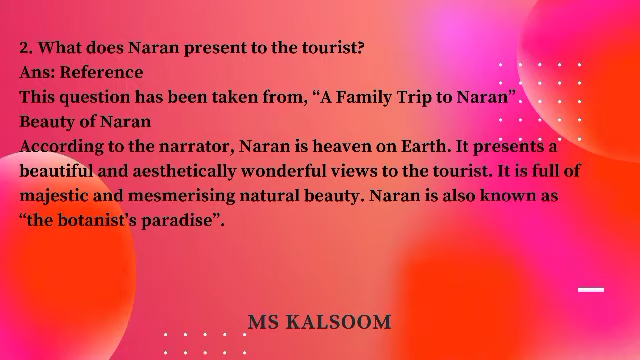 2. What does Naran present to the tourist?
Ans: Reference
This question has been taken from, “A Family Trip to Naran”
Beauty of Naran
According to the narrator, Naran is heaven on Earth. It presents a
beautiful and aesthetically wonderful views to the tourist. It is full of
majestic and mesmerising natural beauty. Naran is also known as
“the botanist’s paradise”.
MS KALSOOM